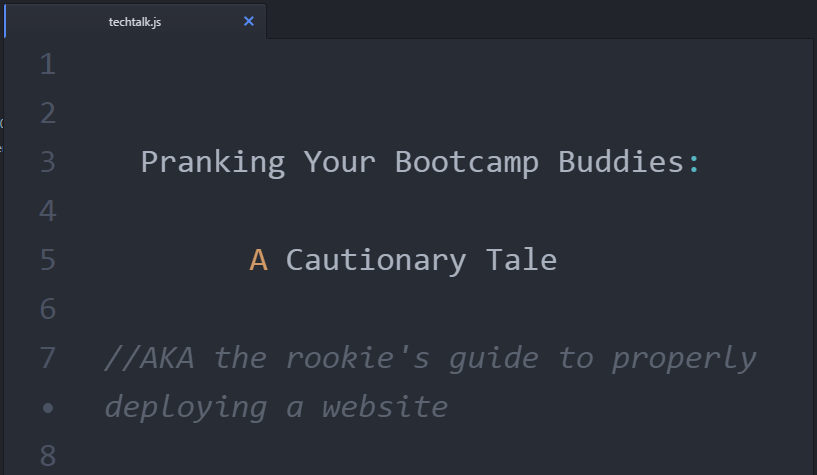 techtalk.js ×
1
2
3 Pranking Your Bootcamp Buddies:
4
5 A Cautionary Tale
6
7 //AKA the rookie's guide to properly
• deploying a website
8